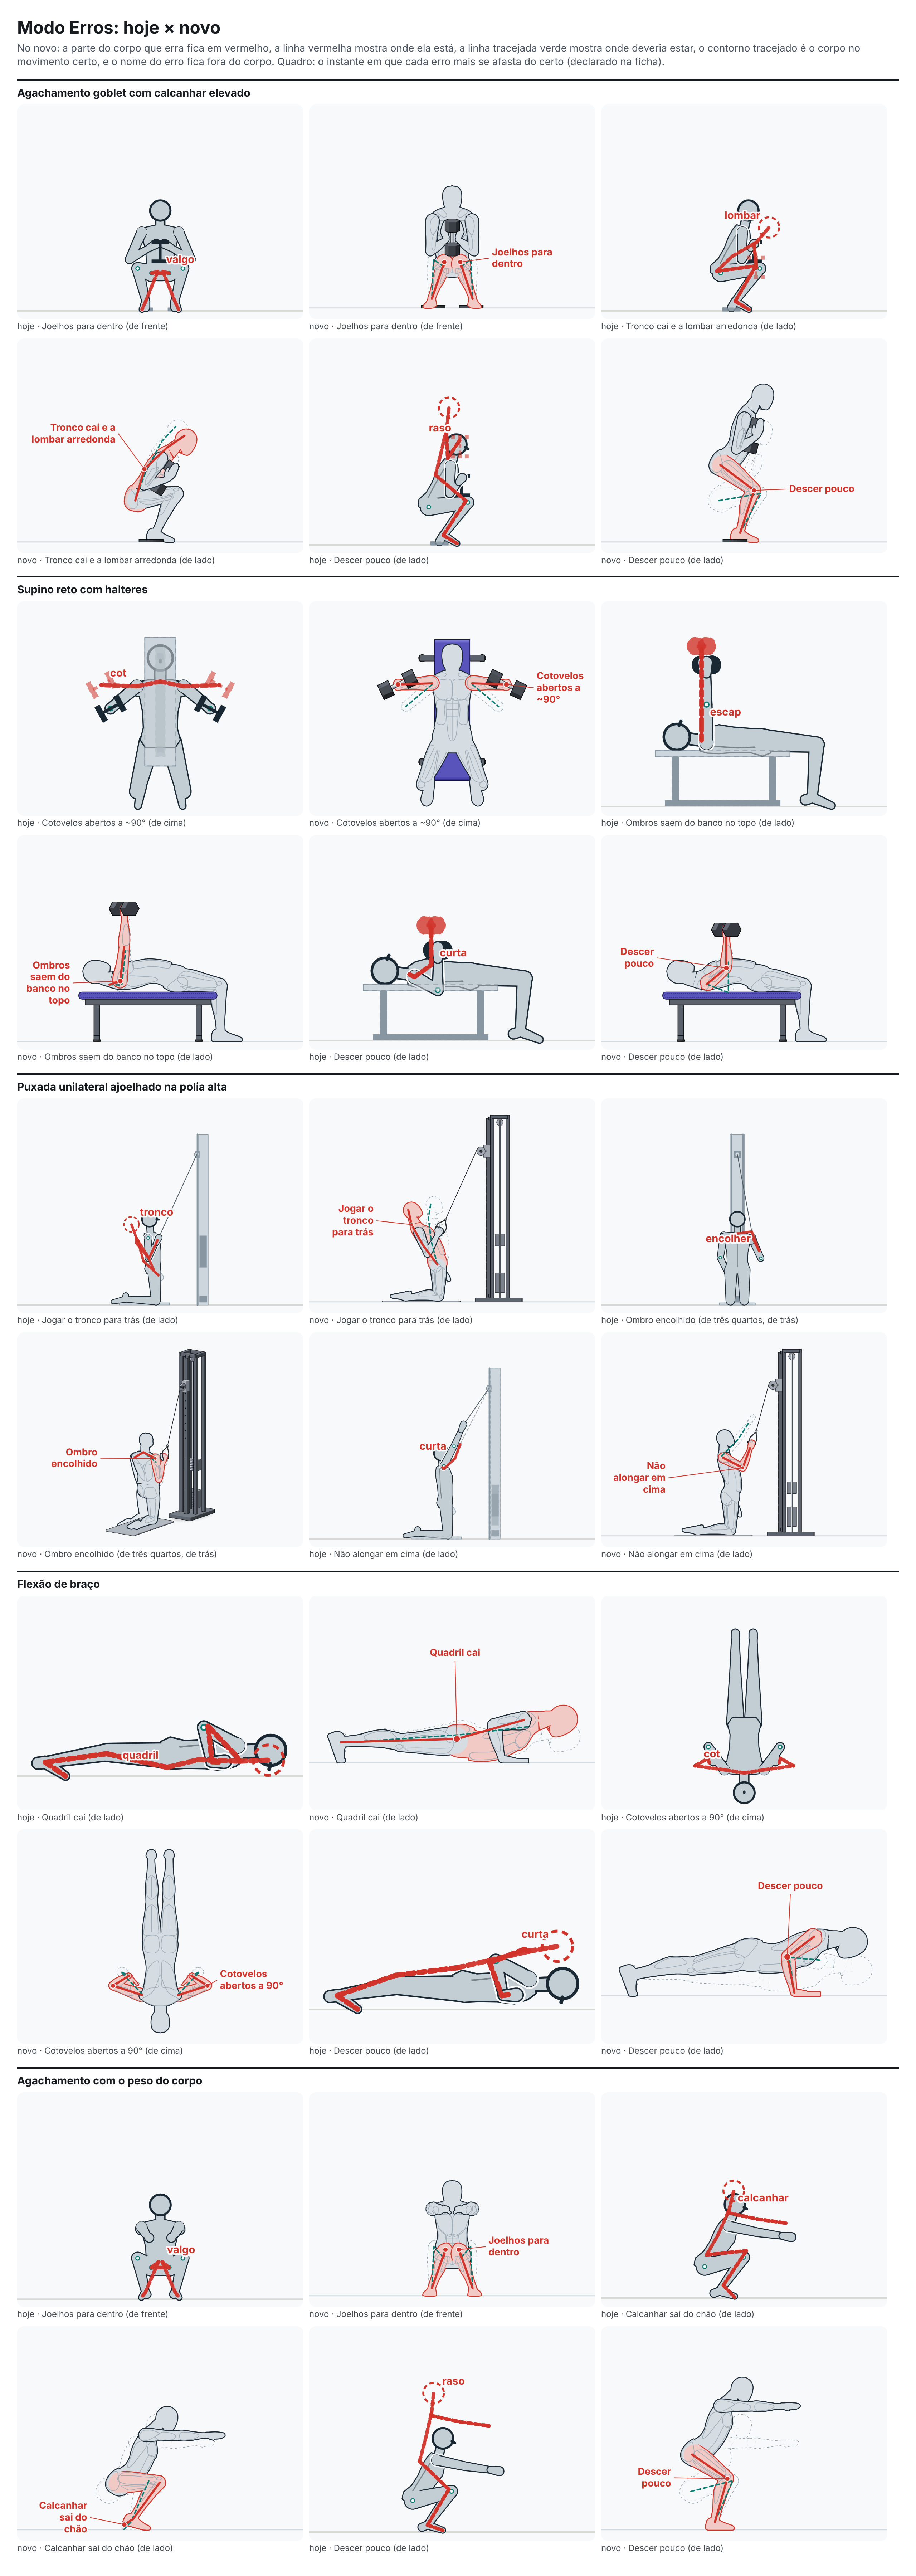 Modo Erros: hoje × novo
No novo: a parte do corpo que erra fica em vermelho, a linha vermelha mostra onde ela está, a linha tracejada verde mostra onde deveria estar, o contorno tracejado é o corpo no
movimento certo, e o nome do erro fica fora do corpo. Quadro: o instante em que cada erro mais se afasta do certo (declarado na ficha).
Agachamento goblet com calcanhar elevado
valgo
Joelhos para
dentro
lombar
hoje · Joelhos para dentro (de frente)
novo · Joelhos para dentro (de frente)
hoje · Tronco cai e a lombar arredonda (de lado)
Tronco cai e a
lombar arredonda
raso
Descer pouco
novo · Tronco cai e a lombar arredonda (de lado)
hoje · Descer pouco (de lado)
novo · Descer pouco (de lado)
Supino reto com halteres
cot
Cotovelos
abertos a
~90°
escap
hoje · Cotovelos abertos a ~90° (de cima)
novo · Cotovelos abertos a ~90° (de cima)
hoje · Ombros saem do banco no topo (de lado)
Ombros
saem do
banco no
topo
curta
Descer
pouco
novo · Ombros saem do banco no topo (de lado)
hoje · Descer pouco (de lado)
novo · Descer pouco (de lado)
Puxada unilateral ajoelhado na polia alta
tronco
Jogar o
tronco
para trás
encolher
hoje · Jogar o tronco para trás (de lado)
novo · Jogar o tronco para trás (de lado)
hoje · Ombro encolhido (de três quartos, de trás)
Ombro
encolhido
curta
Não
alongar em
cima
novo · Ombro encolhido (de três quartos, de trás)
hoje · Não alongar em cima (de lado)
novo · Não alongar em cima (de lado)
Flexão de braço
quadril
Quadril cai
cot
hoje · Quadril cai (de lado)
novo · Quadril cai (de lado)
hoje · Cotovelos abertos a 90° (de cima)
Cotovelos
abertos a 90°
curta
Descer pouco
novo · Cotovelos abertos a 90° (de cima)
hoje · Descer pouco (de lado)
novo · Descer pouco (de lado)
Agachamento com o peso do corpo
valgo
Joelhos para
dentro
calcanhar
hoje · Joelhos para dentro (de frente)
novo · Joelhos para dentro (de frente)
hoje · Calcanhar sai do chão (de lado)
Calcanhar
sai do
chão
raso
Descer
pouco
novo · Calcanhar sai do chão (de lado)
hoje · Descer pouco (de lado)
novo · Descer pouco (de lado)